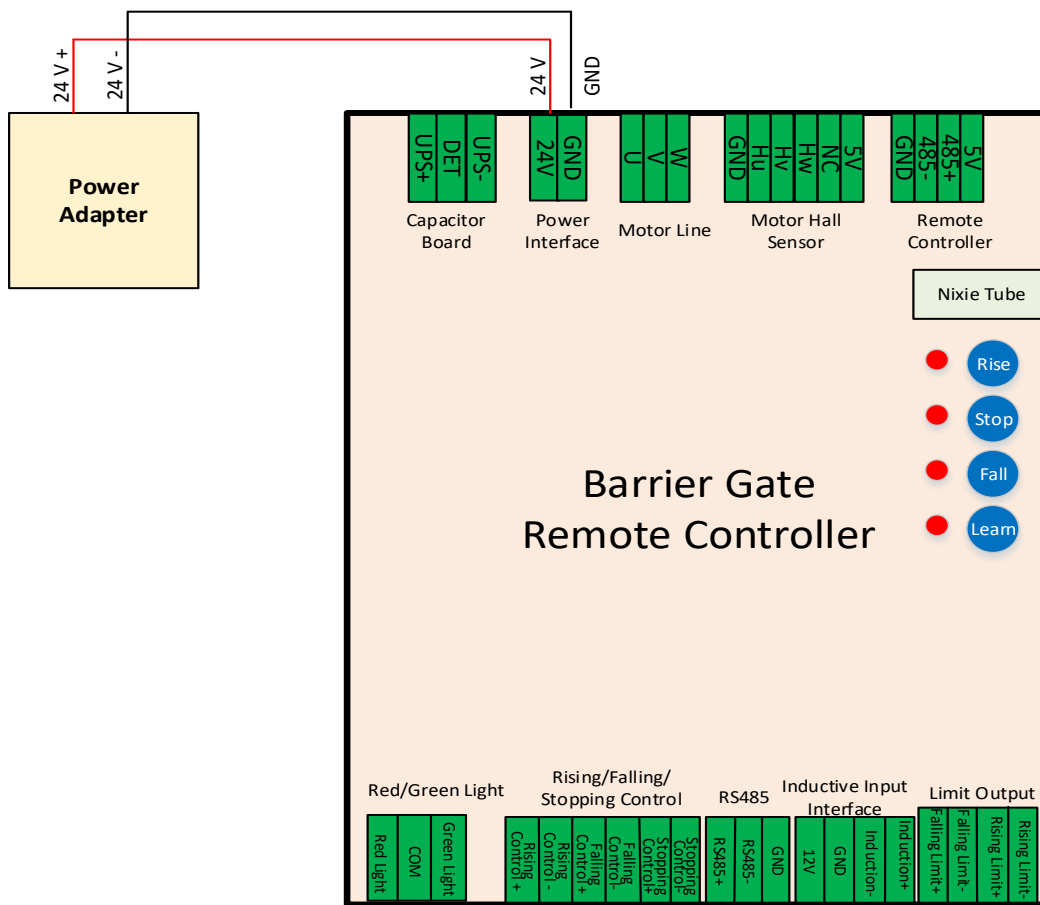 24 V +
24 V -
24 V
GND
Power
Adapter
UPS+
DET
UPS-
24V
GND
U
V
W
GND
Hu
Hv
Hw
NC
5V
GND
485-
485+
5V
Capacitor
Board
Power
Interface
Motor Line
Motor Hall
Sensor
Remote
Controller
Nixie Tube
Rise
Stop
Fall
Learn
Barrier Gate
Remote Controller
Red/Green Light
Rising/Falling/
Stopping Control
RS485
Inductive Input
Interface
Limit Output
Red Light
COM
Green Light
Rising
Control +
Rising
Control-
Falling
Control+
Falling
Control-
Stopping
Control+
Stopping
Control-
RS485+
RS485-
GND
12V
GND
Induction-
Induction+
Falling Limit+
Falling Limit-
Rising Limit+
Rising Limit-